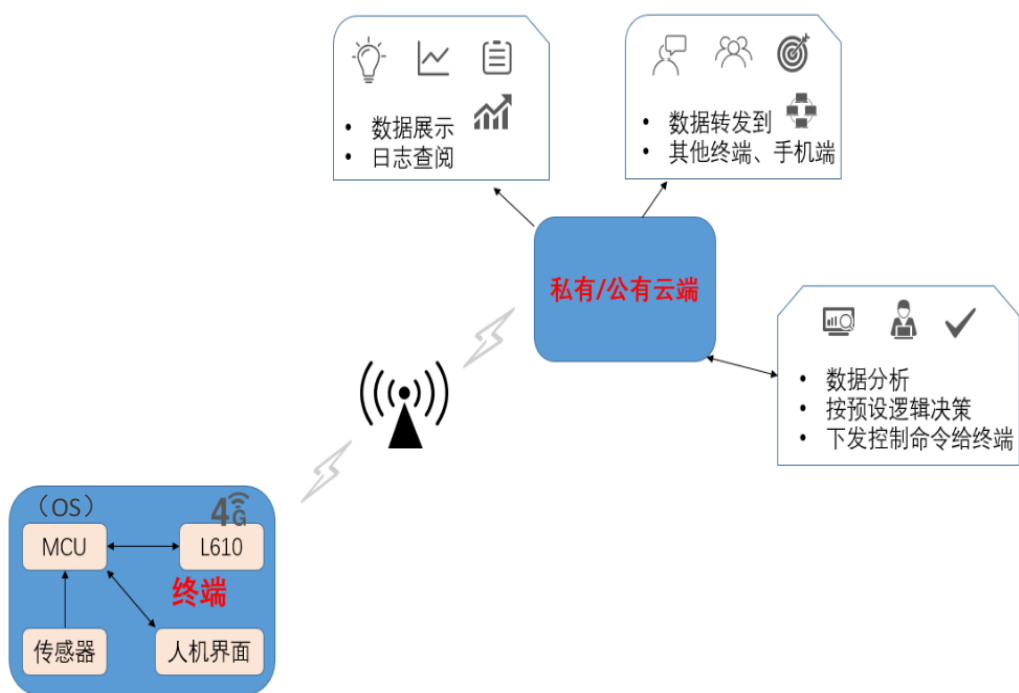 • 数据展示
• 日志查阅
• 数据转发到
• 其他终端、手机端
私有/公有云端
• 数据分析
• 按预设逻辑决策
• 下发控制命令给终端
（OS）
4G
MCU
L610
终端
传感器
人机界面